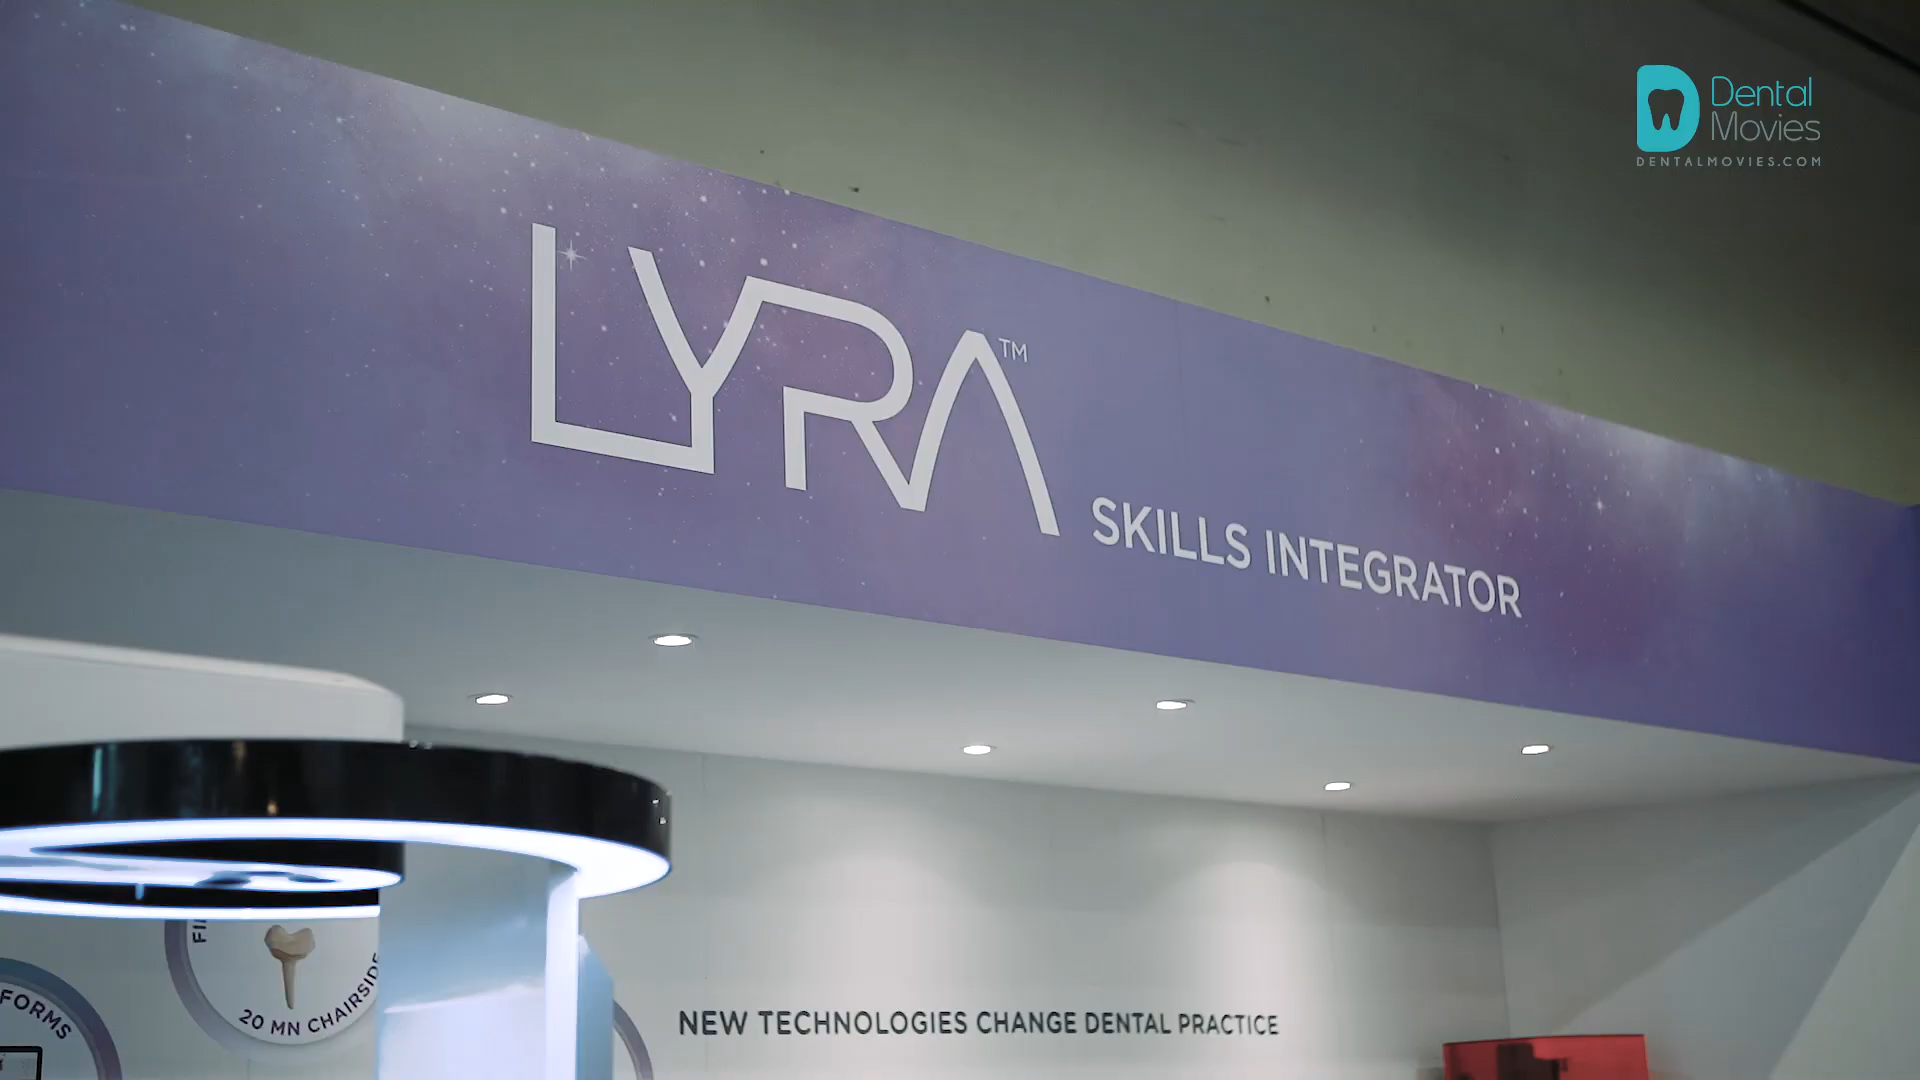 Dental
Movies
DENTALMOVIES.COM
LYRA™
SKILLS INTEGRATOR
20 MN CHAIRSIDE
FORMS
NEW TECHNOLOGIES CHANGE DENTAL PRACTICE